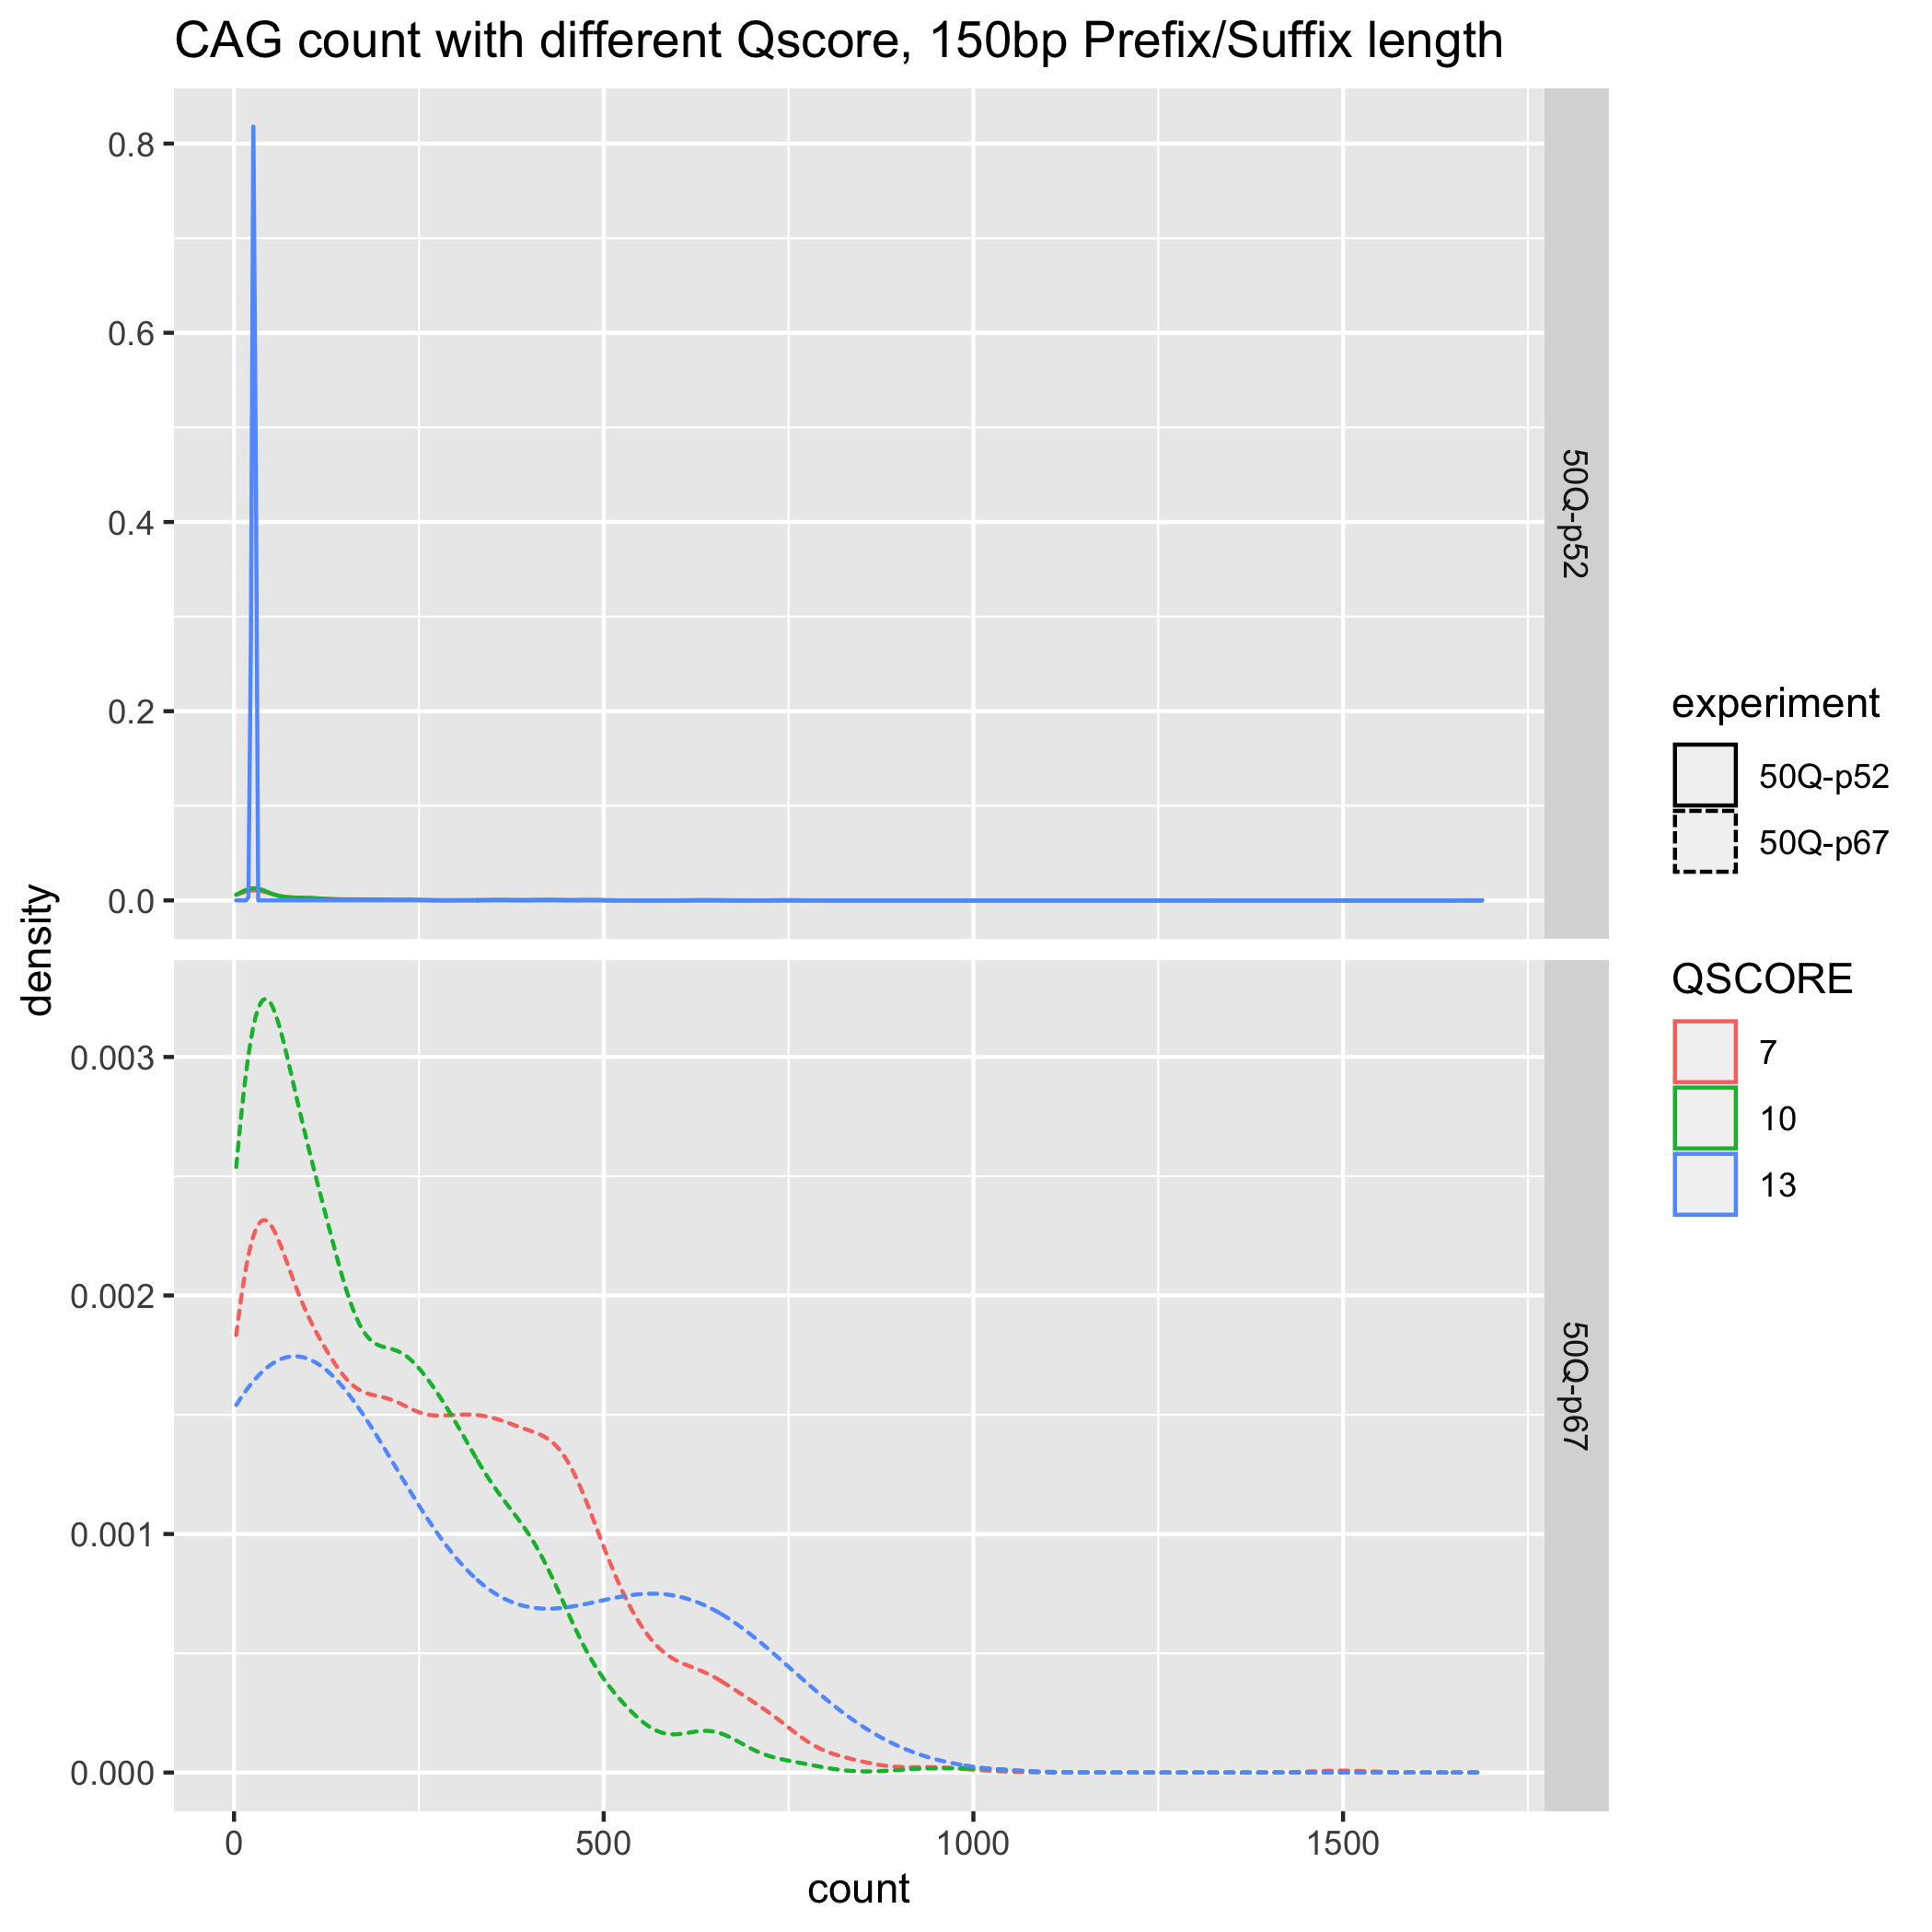 CAG count with different Qscore, 150bp Prefix/Suffix length
density
0.8
0.6
0.4
0.2
0.0
50Q-p52
0.003
0.002
0.001
0.000
50Q-p67
0
500
1000
1500
count
experiment
50Q-p52
50Q-p67
QSCORE
7
10
13